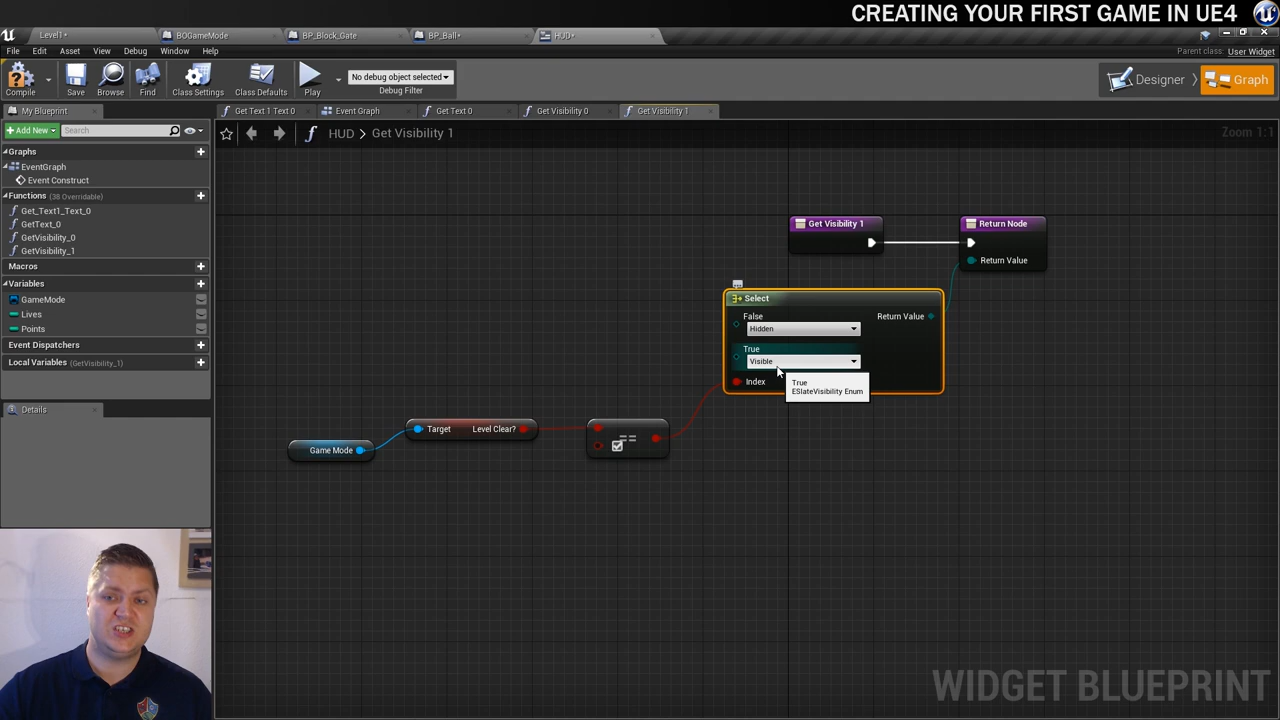 CREATING YOUR FIRST GAME IN UE4
Level1*
BOGameMode
BP_Block_Gate
BP_Ball*
HUD*
File
Edit
Asset
View
Debug
Window
Help
Parent class: User Widget
Compile
Save
Browse
Find
Class Settings
Class Defaults
Play
No debug object selected
Debug Filter
Designer
Graph
My Blueprint
Get Text 1 Text 0
Event Graph
Get Text 0
Get Visibility 0
Get Visibility 1
Add New
Search
HUD
Get Visibility 1
Zoom 1:1
Graphs
EventGraph
Event Construct
Functions (38 Overridable)
Get_Text1_Text_0
GetText_0
GetVisibility_0
GetVisibility_1
Macros
Variables
GameMode
Lives
Points
Event Dispatchers
Local Variables (GetVisibility_1)
Details
Get Visibility 1
Return Node
Return Value
Select
False
Hidden
Return Value
True
Visible
Index
True
ESlateVisibility Enum
Target
Level Clear?
==
Game Mode
WIDGET BLUEPRINT